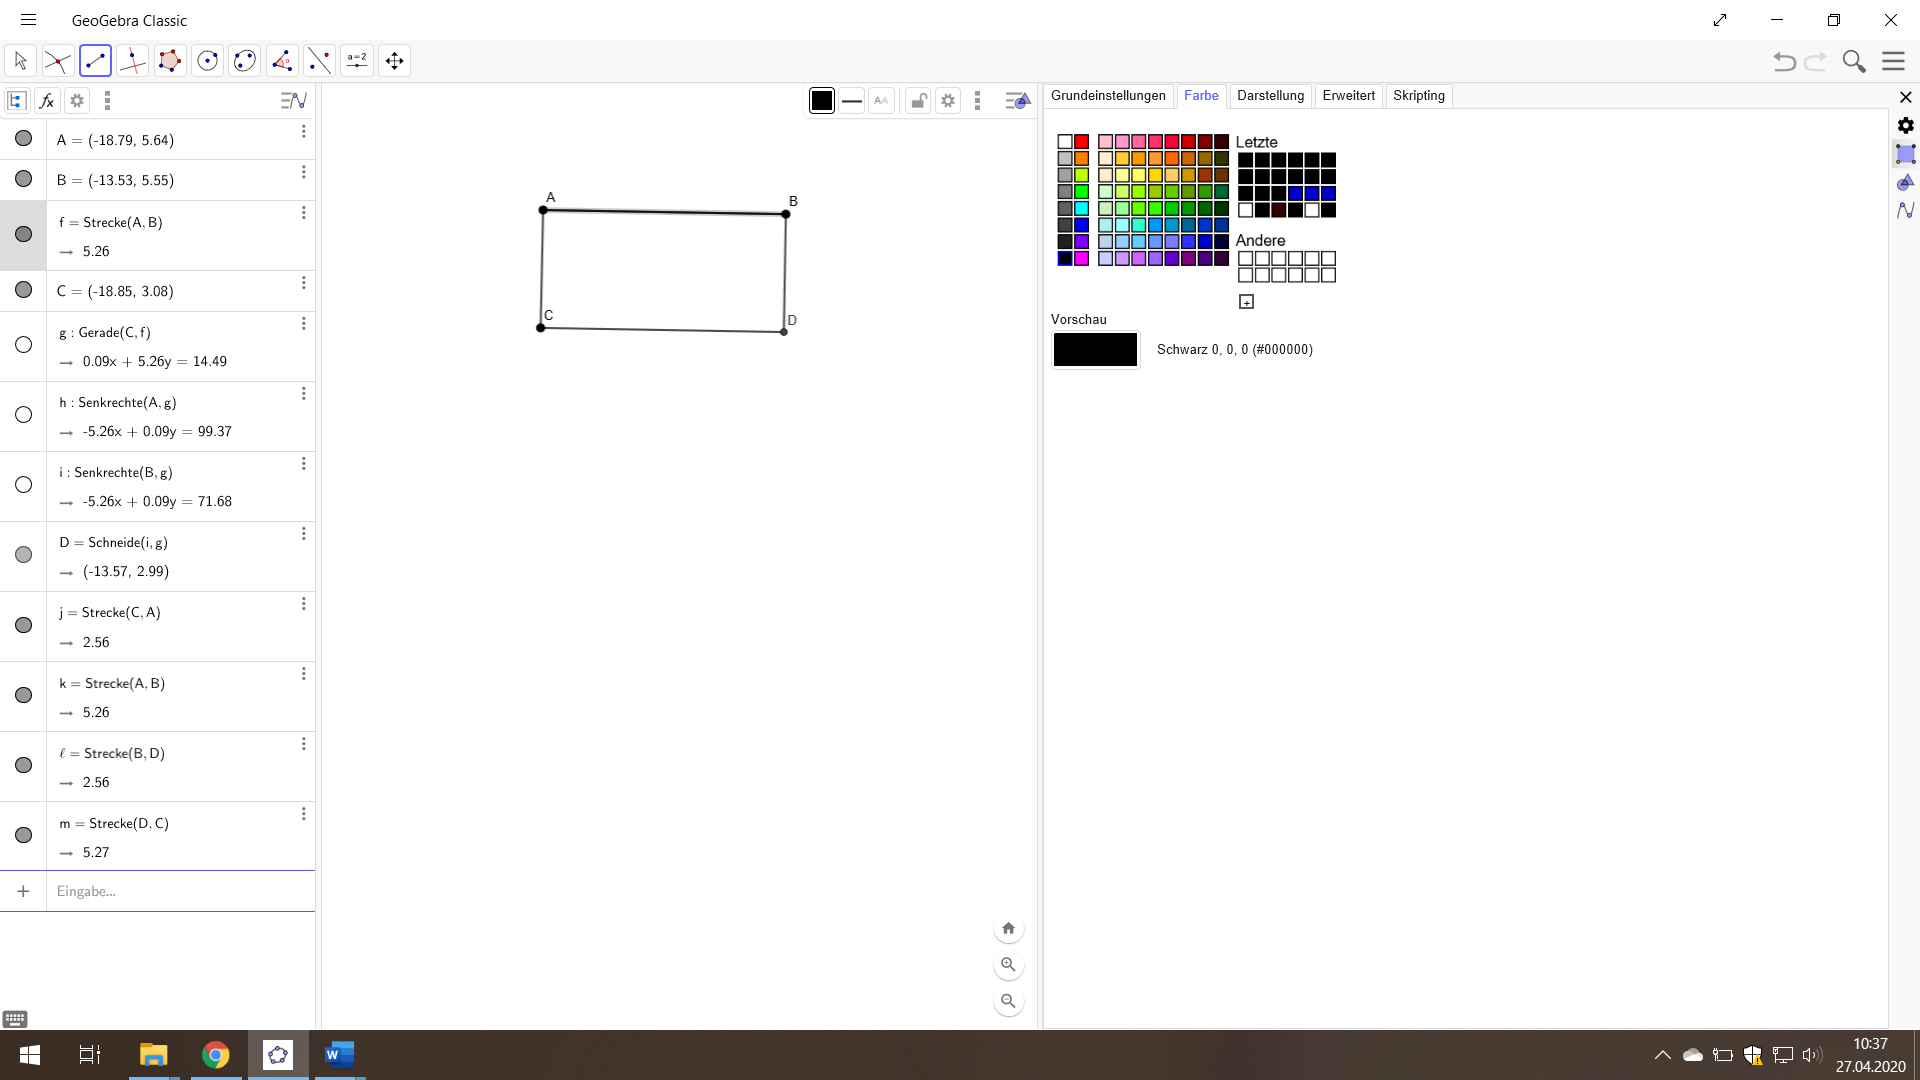 GeoGebra Classic
a=2
fx
AA
A = (-18.79, 5.64)
B = (-13.53, 5.55)
f = Strecke(A, B)
→ 5.26
C = (-18.85, 3.08)
g : Gerade(C, f)
→ 0.09x + 5.26y = 14.49
h : Senkrechte(A, g)
→ -5.26x + 0.09y = 99.37
i : Senkrechte(B, g)
→ -5.26x + 0.09y = 71.68
D = Schneide(i, g)
→ (-13.57, 2.99)
j = Strecke(C, A)
→ 2.56
k = Strecke(A, B)
→ 5.26
ℓ = Strecke(B, D)
→ 2.56
m = Strecke(D, C)
→ 5.27
+ Eingabe...
A
B
C
D
Grundeinstellungen Farbe Darstellung Erweitert Skripting
Letzte
Andere
+
Vorschau
Schwarz 0, 0, 0 (#000000)
W
10:37
27.04.2020